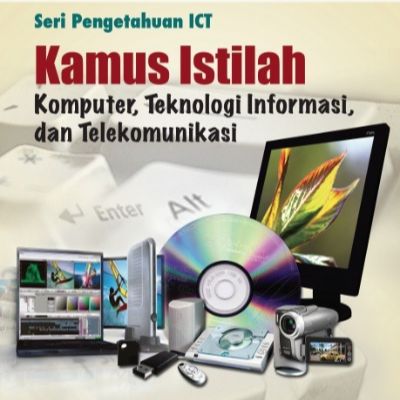 Seri Pengetahuan ICT
Kamus Istilah
Komputer, Teknologi Informasi,
dan Telekomunikasi
Enter
Alt